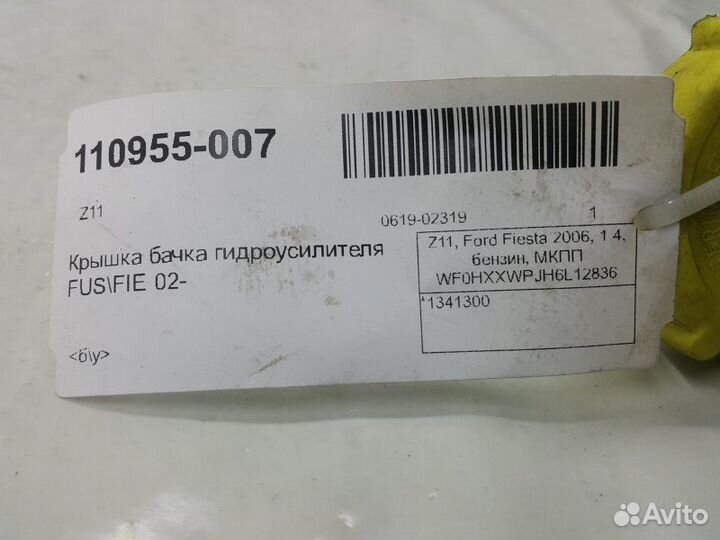 110955-007
Z11
0619-02319
1
Крышка бачка гидроусилителя
FUS\FIE 02-
Z11, Ford Fiesta 2006, 1 4,
бензин, МКПП
WF0HXXWPJH6L12836
*1341300
<б\у>
Avito